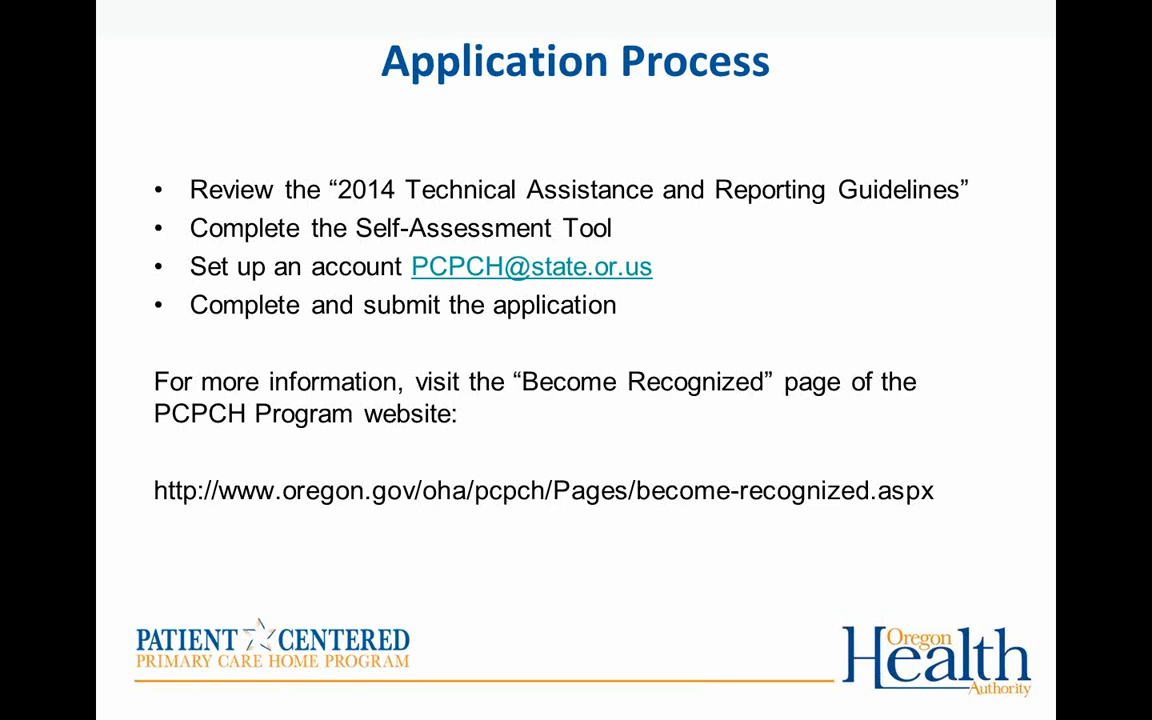 Application Process
• Review the “2014 Technical Assistance and Reporting Guidelines”
• Complete the Self-Assessment Tool
• Set up an account PCPCH@state.or.us
• Complete and submit the application
For more information, visit the “Become Recognized” page of the
PCPCH Program website:
http://www.oregon.gov/oha/pcpch/Pages/become-recognized.aspx
PATIENT CENTERED
PRIMARY CARE HOME PROGRAM
Oregon
Health
Authority